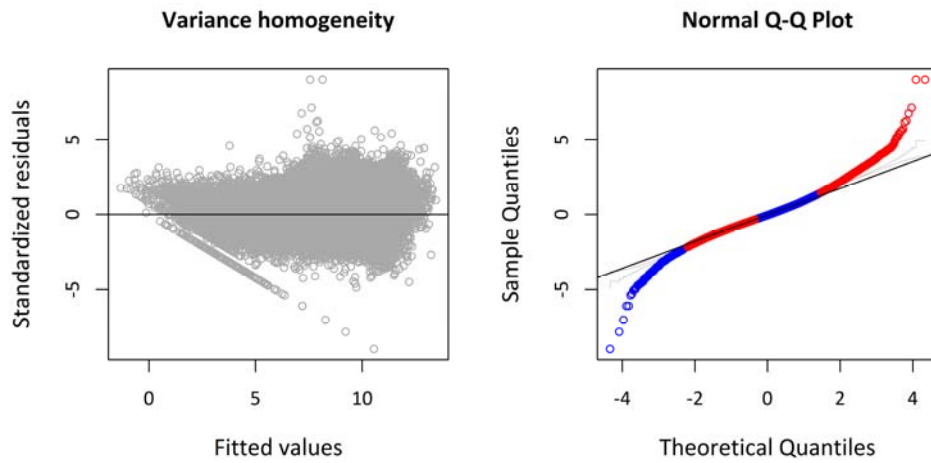 Variance homogeneity
Standardized residuals
5
0
-5
0
5
10
Fitted values
Normal Q-Q Plot
Sample Quantiles
5
0
-5
-4
-2
0
2
4
Theoretical Quantiles